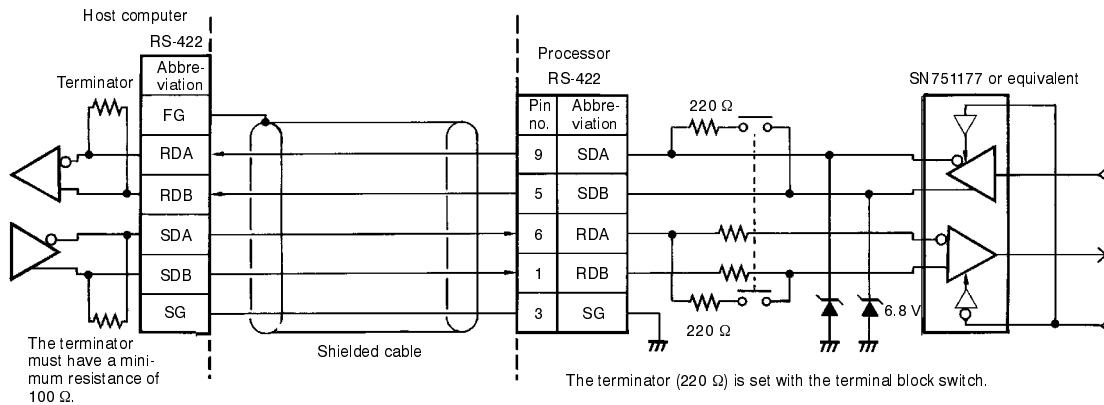 Host computer
RS-422
Processor
RS-422
SN751177 or equivalent
Terminator
Abbre-
viation
FG
RDA
RDB
SDA
SDB
SG
Shielded cable
Pin
no.
Abbre-
viation
9 SDA
5 SDB
6 RDA
1 RDB
3 SG
220 Ω
220 Ω
6.8 V
The terminator
must have a mini-
mum resistance of
100 Ω.
The terminator (220 Ω) is set with the terminal block switch.